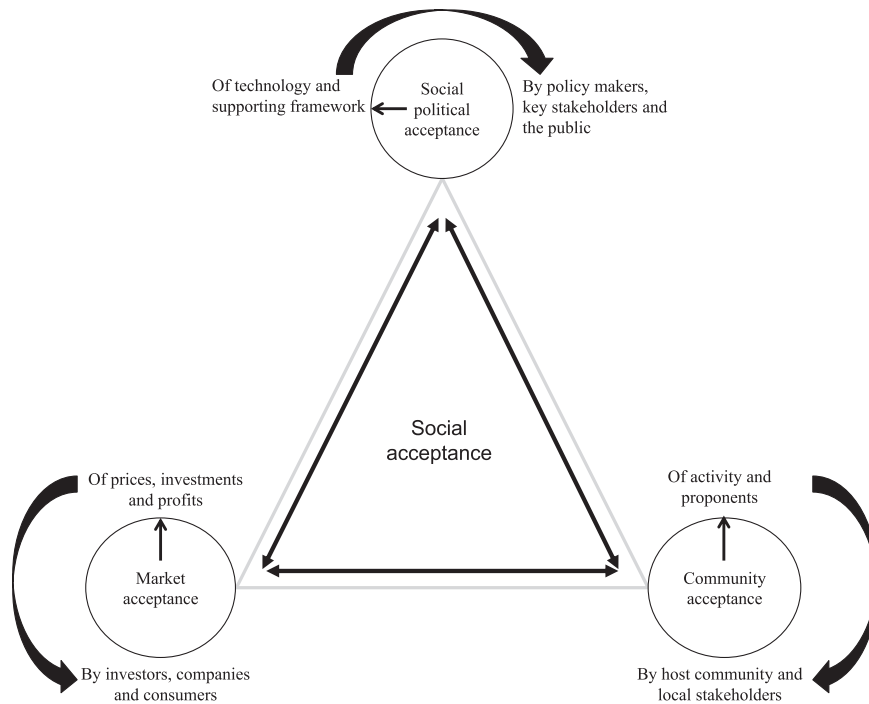 Of technology and
supporting framework
Social
political
acceptance
By policy makers,
key stakeholders and
the public
Social
acceptance
Of prices, investments
and profits
Market
acceptance
By investors, companies
and consumers
Of activity and
proponents
Community
acceptance
By host community and
local stakeholders